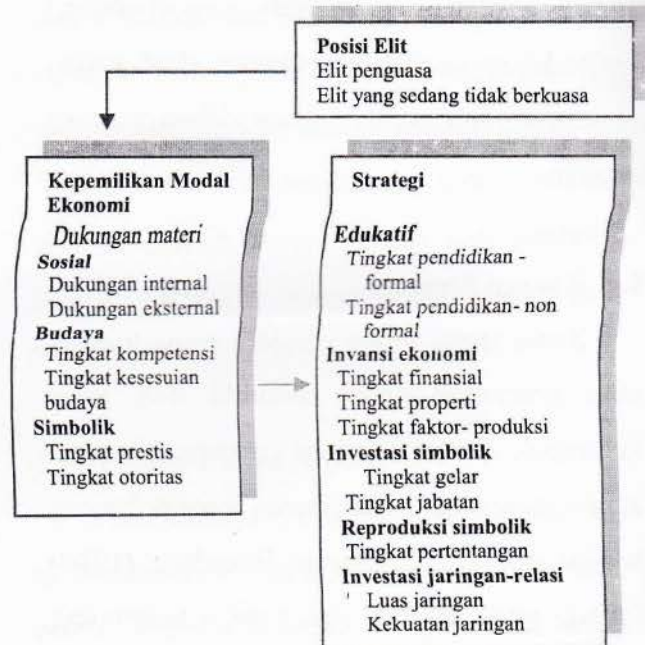 Posisi Elit
Elit penguasa
Elit yang sedang tidak berkuasa
Kepemilikan Modal
Ekonomi
Dukungan materi
Sosial
Dukungan internal
Dukungan eksternal
Budaya
Tingkat kompetensi
Tingkat kesesuian
budaya
Simbolik
Tingkat prestis
Tingkat otoritas
Strategi
Edukatif
Tingkat pendidikan -
formal
Tingkat pendidikan- non
formal
Invansi ekonomi
Tingkat finansial
Tingkat properti
Tingkat faktor- produksi
Investasi simbolik
Tingkat gelar
Tingkat jabatan
Reproduksi simbolik
Tingkat pertentangan
Investasi jaringan-relasi
Luas jaringan
Kekuatan jaringan